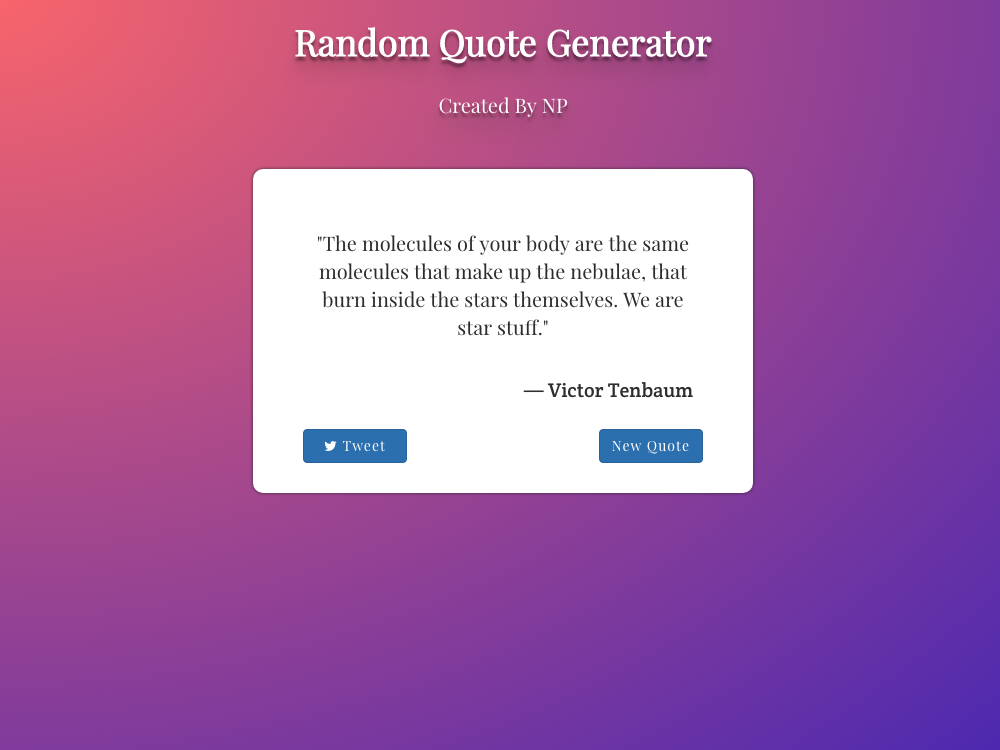 Random Quote Generator
Created By NP
"The molecules of your body are the same
molecules that make up the nebulae, that
burn inside the stars themselves. We are
star stuff."
— Victor Tenbaum
Tweet
New Quote